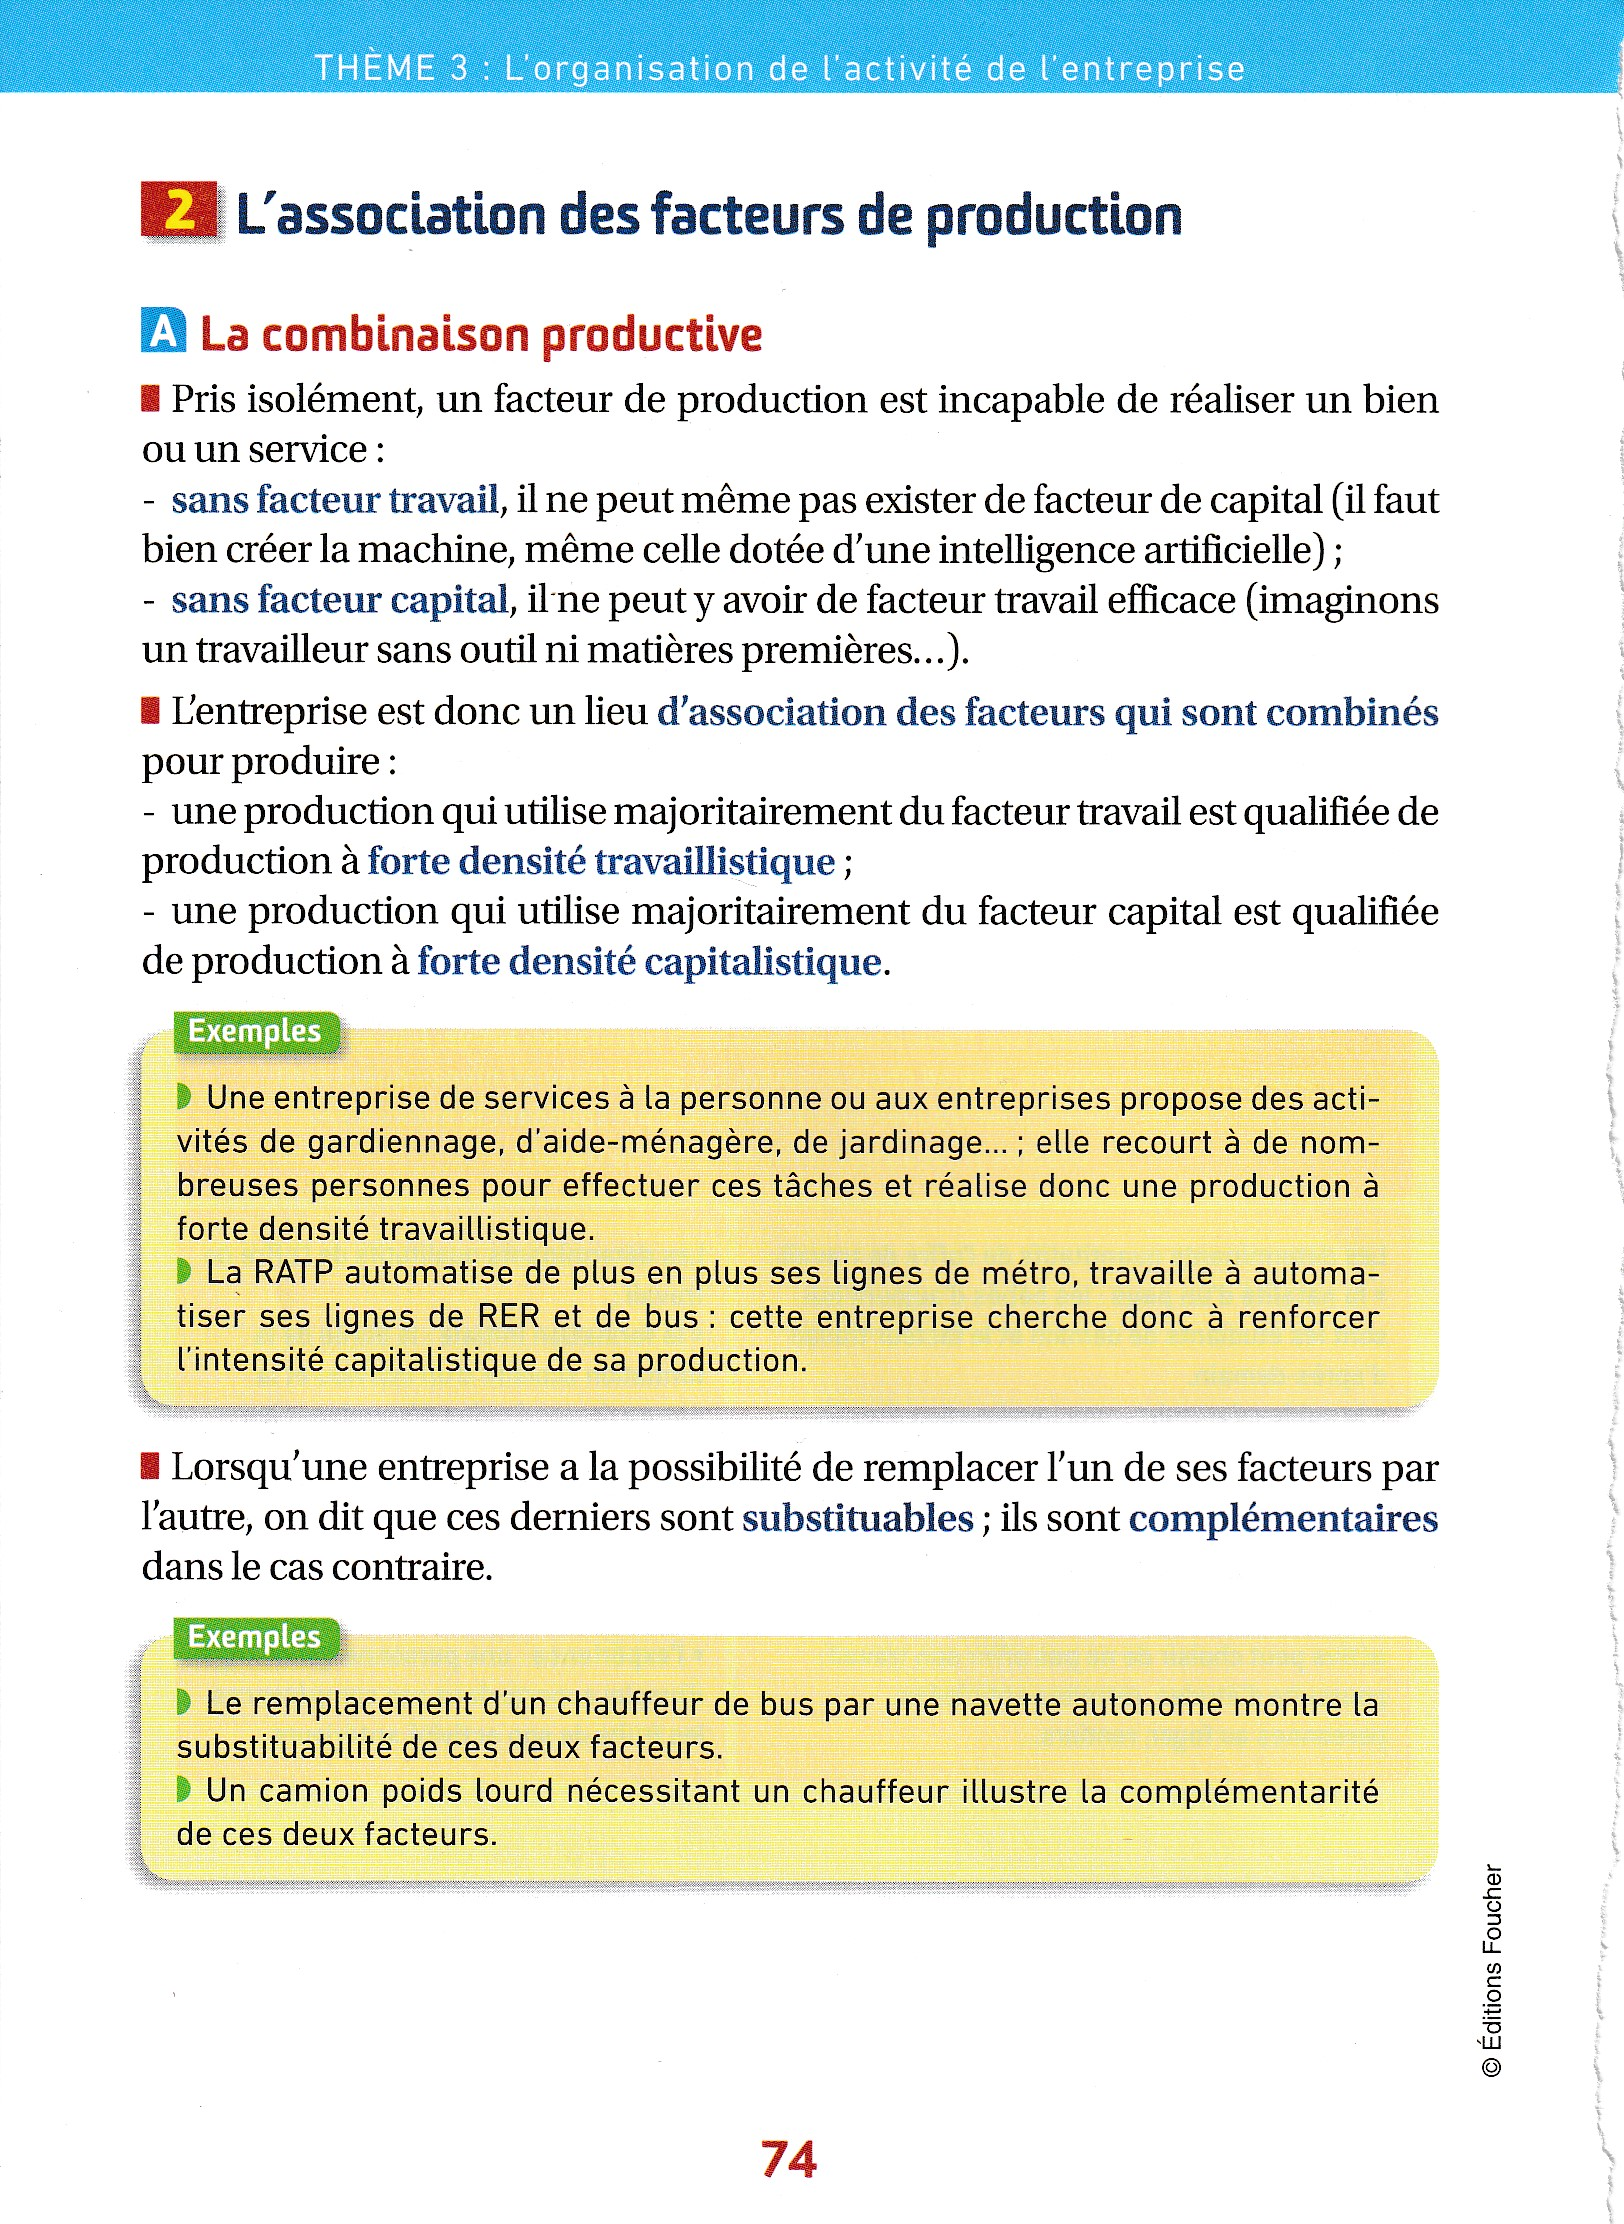 THÈME 3 : L'organisation de l'activité de l'entreprise
2 L'association des facteurs de production
A La combinaison productive
Pris isolément, un facteur de production est incapable de réaliser un bien
ou un service :
- sans facteur travail, il ne peut même pas exister de facteur de capital (il faut
bien créer la machine, même celle dotée d'une intelligence artificielle) ;
- sans facteur capital, il ne peut y avoir de facteur travail efficace (imaginons
un travailleur sans outil ni matières premières...).
L'entreprise est donc un lieu d'association des facteurs qui sont combinés
pour produire :
- une production qui utilise majoritairement du facteur travail est qualifiée de
production à forte densité travaillistique ;
- une production qui utilise majoritairement du facteur capital est qualifiée
de production à forte densité capitalistique.
Exemples
Une entreprise de services à la personne ou aux entreprises propose des acti-
vités de gardiennage, d'aide-ménagère, de jardinage... ; elle recourt à de nom-
breuses personnes pour effectuer ces tâches et réalise donc une production à
forte densité travaillistique.
La RATP automatise de plus en plus ses lignes de métro, travaille à automa-
tiser ses lignes de RER et de bus : cette entreprise cherche donc à renforcer
l'intensité capitalistique de sa production.
Lorsqu'une entreprise a la possibilité de remplacer l'un de ses facteurs par
l'autre, on dit que ces derniers sont substituables ; ils sont complémentaires
dans le cas contraire.
Exemples
Le remplacement d'un chauffeur de bus par une navette autonome montre la
substituabilité de ces deux facteurs.
Un camion poids lourd nécessitant un chauffeur illustre la complémentarité
de ces deux facteurs.
© Éditions Foucher
74